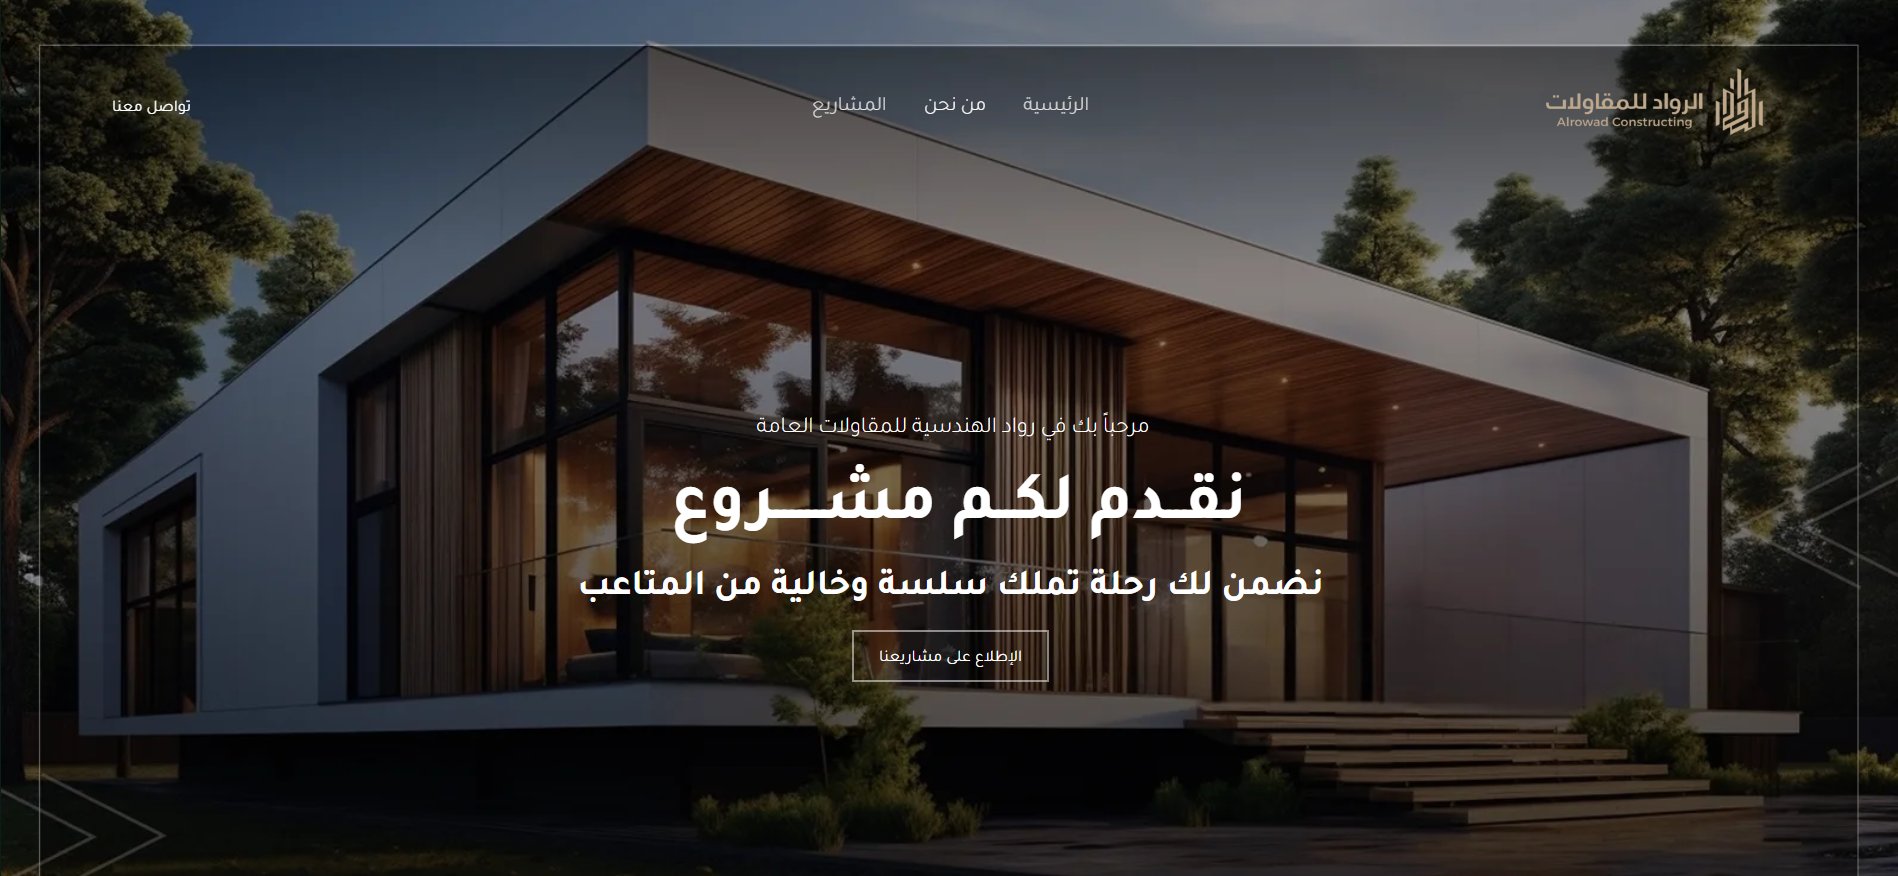 الرواد للمقاولات
Alrowad Constructing
الرئيسية
من نحن
المشاريع
تواصل معنا
مرحباً بك في رواد الهندسية للمقاولات العامة
نقـدم لكـم مشـــروع
نضمن لك رحلة تملك سلسة وخالية من المتاعب
الإطلاع على مشاريعنا